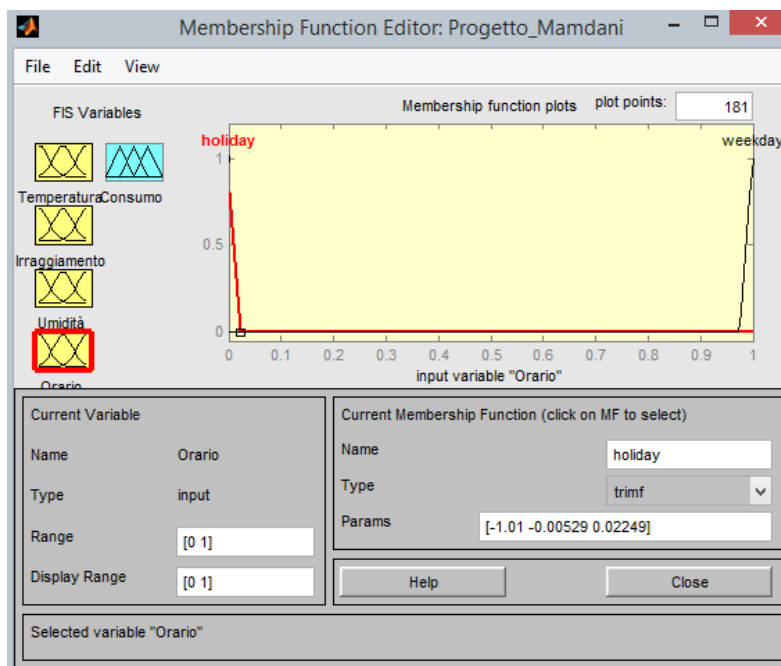 Membership Function Editor: Progetto_Mamdani
File Edit View
FIS Variables
Membership function plots plot points: 181
Temperatura Consumo
Irraggiamento
Umidità
Orario
holiday weekday
1
0.5
0
0 0.1 0.2 0.3 0.4 0.5 0.6 0.7 0.8 0.9 1
input variable "Orario"
Current Variable
Name Orario
Type input
Range [0 1]
Display Range [0 1]
Current Membership Function (click on MF to select)
Name holiday
Type trimf
Params [-1.01 -0.00529 0.02249]
Help Close
Selected variable "Orario"